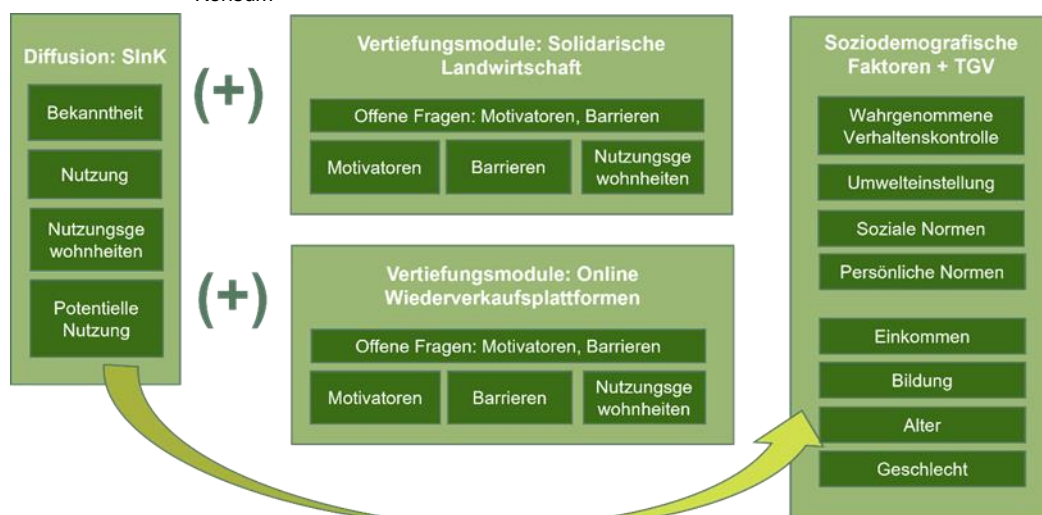 Konsum
Diffusion: SInK
Bekanntheit
Nutzung
Nutzungsge
wohnheiten
Potentielle
Nutzung
(+)
Vertiefungsmodule: Solidarische
Landwirtschaft
Offene Fragen: Motivatoren, Barrieren
Motivatoren
Barrieren
Nutzungsge
wohnheiten
(+)
Vertiefungsmodule: Online
Wiederverkaufsplattformen
Offene Fragen: Motivatoren, Barrieren
Motivatoren
Barrieren
Nutzungsge
wohnheiten
Soziodemografische
Faktoren + TGV
Wahrgenommene
Verhaltenskontrolle
Umwelteinstellung
Soziale Normen
Persönliche Normen
Einkommen
Bildung
Alter
Geschlecht